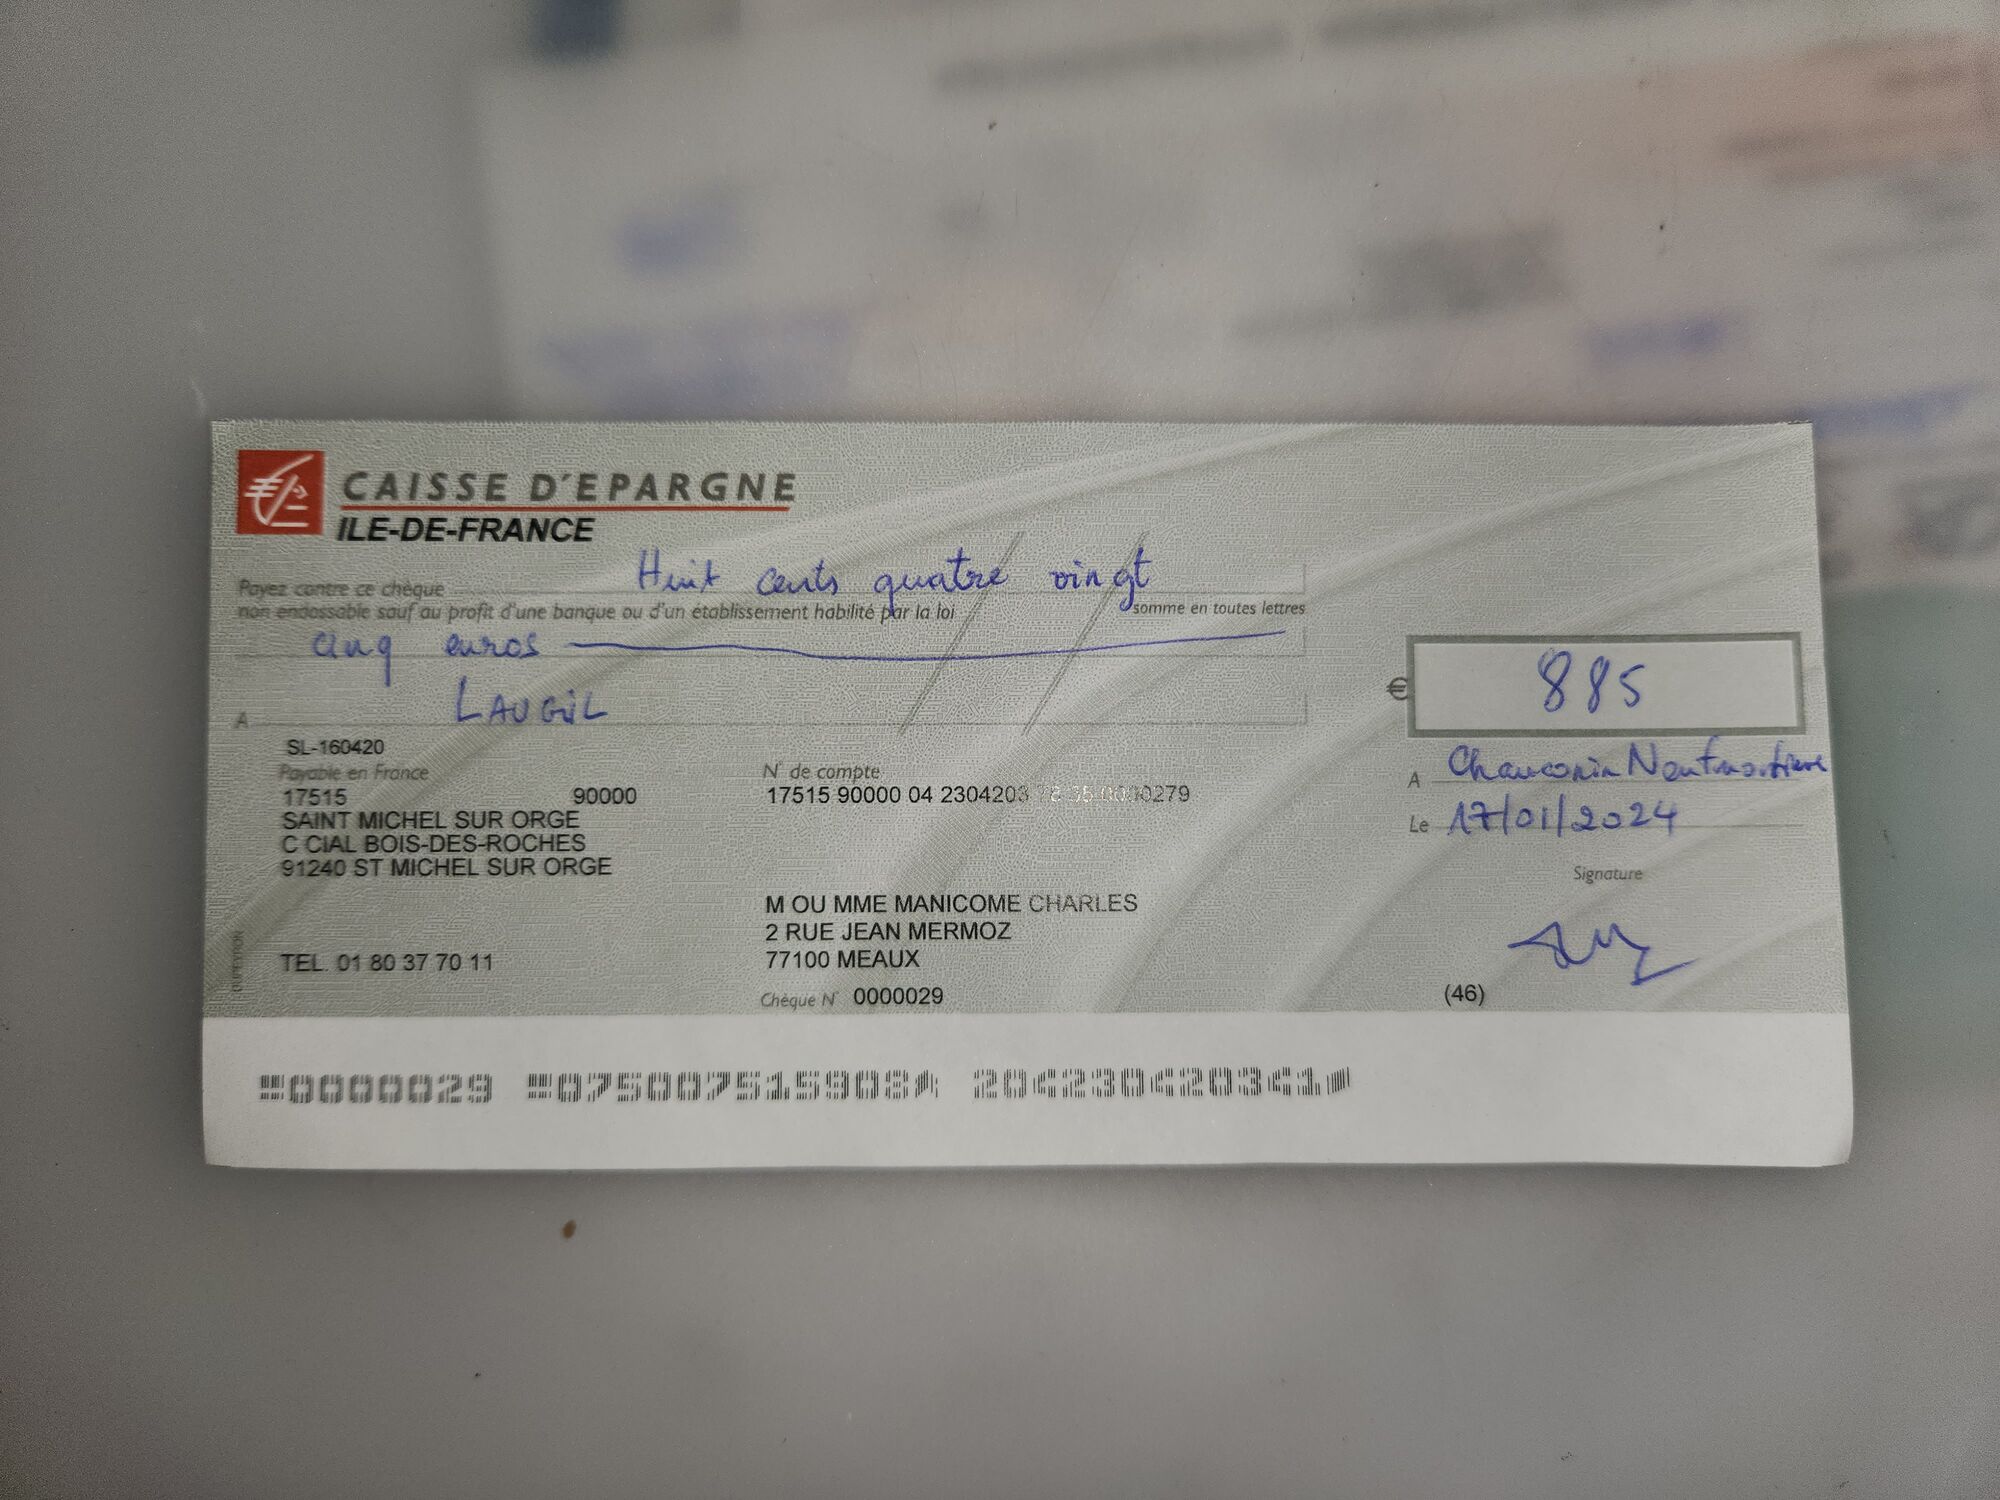 CAISSE D'EPARGNE
ILE-DE-FRANCE
Payez contre ce chèque Huit cents quatre vingt
non endossable sauf au profit d'une banque ou d'un établissement habilité par la loi somme en toutes lettres
cinq euros
€ 885
A LAUGIL
SL-160420
A Chauconin Neufmontiers
Payable en France N° de compte
17515 90000 17515 90000 04 2304203 0000279
Le 17/01/2024
SAINT MICHEL SUR ORGE
C CIAL BOIS-DES-ROCHES
91240 ST MICHEL SUR ORGE
Signature
M OU MME MANICOME CHARLES
2 RUE JEAN MERMOZ
TEL. 01 80 37 70 11 77100 MEAUX
Chèque N° 0000029 (46)
0000029 075007515908 204230420341